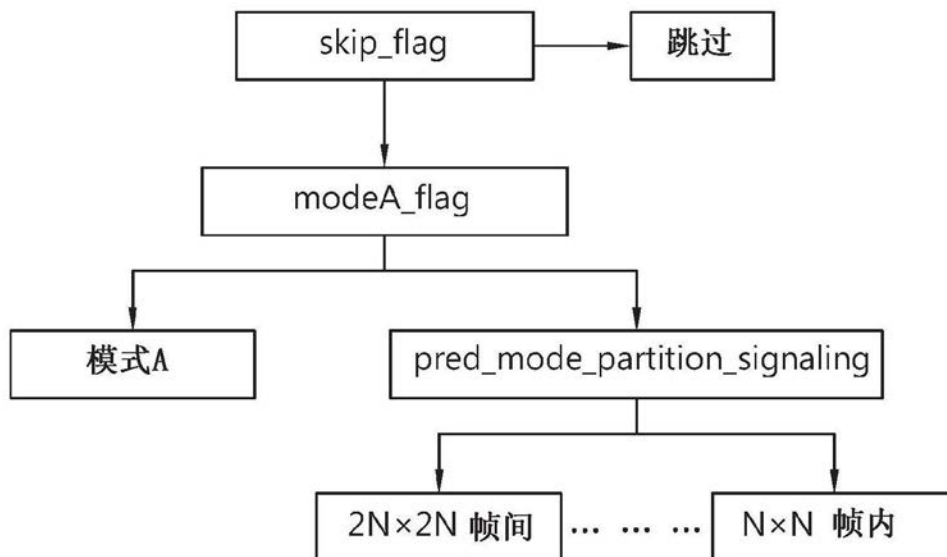 skip_flag
跳过
modeA_flag
模式A
pred_mode_partition_signaling
2N×2N 帧间
... ... ...
N×N 帧内